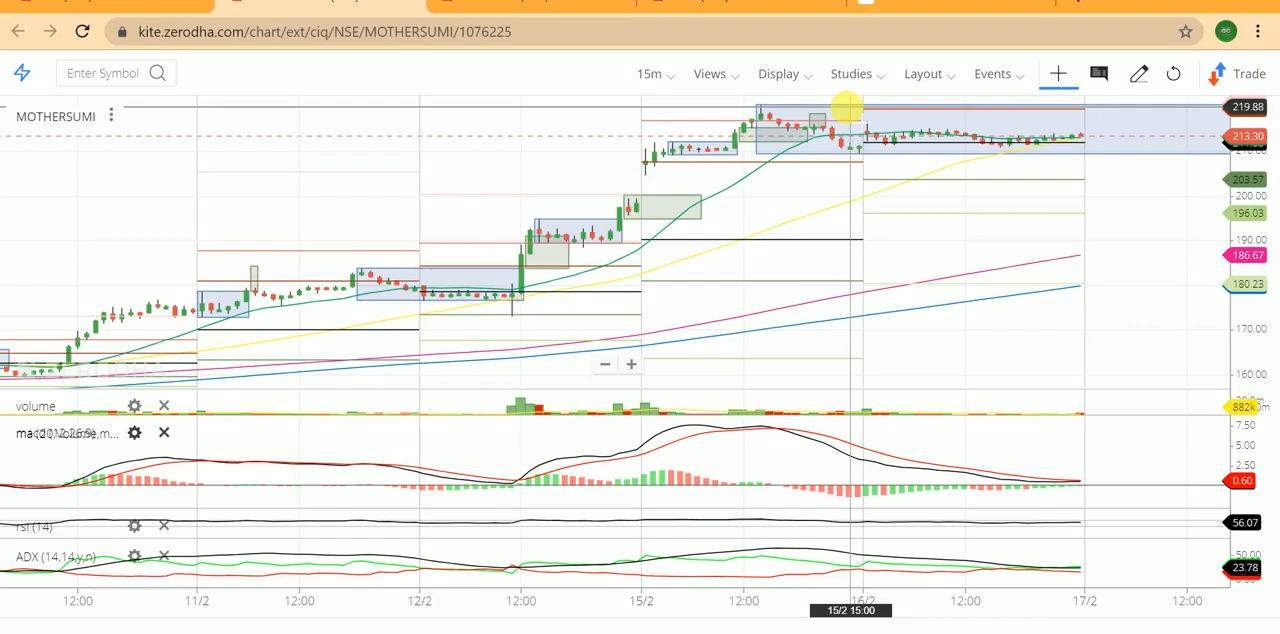 kite.zerodha.com/chart/ext/ciq/NSE/MOTHERSUMI/1076225
Enter Symbol 15m Views Display Studies Layout Events Trade
MOTHERSUMI
219.88
213.30
203.57
200.00
196.03
190.00
186.67
180.23
170.00
160.00
volume
882k
7.50
5.00
2.50
0.60
rsi (14)
56.07
ADX (14,14,y,n)
50.00
23.78
12:00 11/2 12:00 12/2 12:00 15/2 12:00 16/2 12:00 17/2 12:00
15/2 15:00